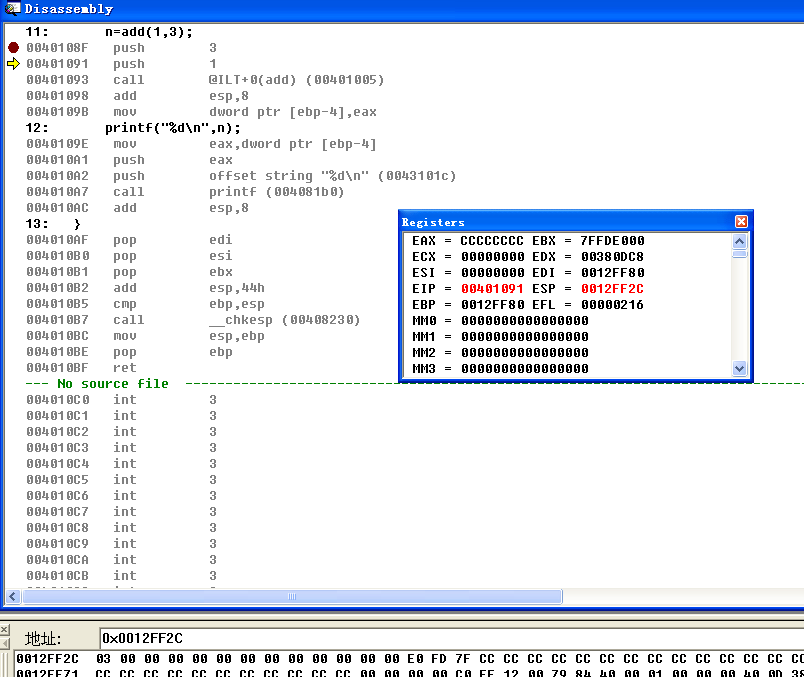 Disassembly
11: n=add(1,3);
0040108F push 3
00401091 push 1
00401093 call @ILT+0(add) (00401005)
00401098 add esp,8
0040109B mov dword ptr [ebp-4],eax
12: printf("%d\n",n);
0040109E mov eax,dword ptr [ebp-4]
004010A1 push eax
004010A2 push offset string "%d\n" (0043101c)
004010A7 call printf (004081b0)
004010AC add esp,8
13: }
004010AF pop edi
004010B0 pop esi
004010B1 pop ebx
004010B2 add esp,44h
004010B5 cmp ebp,esp
004010B7 call __chkesp (00408230)
004010BC mov esp,ebp
004010BE pop ebp
004010BF ret
--- No source file
004010C0 int 3
004010C1 int 3
004010C2 int 3
004010C3 int 3
004010C4 int 3
004010C5 int 3
004010C6 int 3
004010C7 int 3
004010C8 int 3
004010C9 int 3
004010CA int 3
004010CB int 3
Registers
EAX = CCCCCCCC EBX = 7FFDE000
ECX = 00000000 EDX = 00380DC8
ESI = 00000000 EDI = 0012FF80
EIP = 00401091 ESP = 0012FF2C
EBP = 0012FF80 EFL = 00000216
MM0 = 0000000000000000
MM1 = 0000000000000000
MM2 = 0000000000000000
MM3 = 0000000000000000
地址: 0x0012FF2C
0012FF2C 03 00 00 00 00 00 00 00 00 00 00 00 00 E0 FD 7F CC CC CC CC CC CC CC CC CC CC CC CC CC